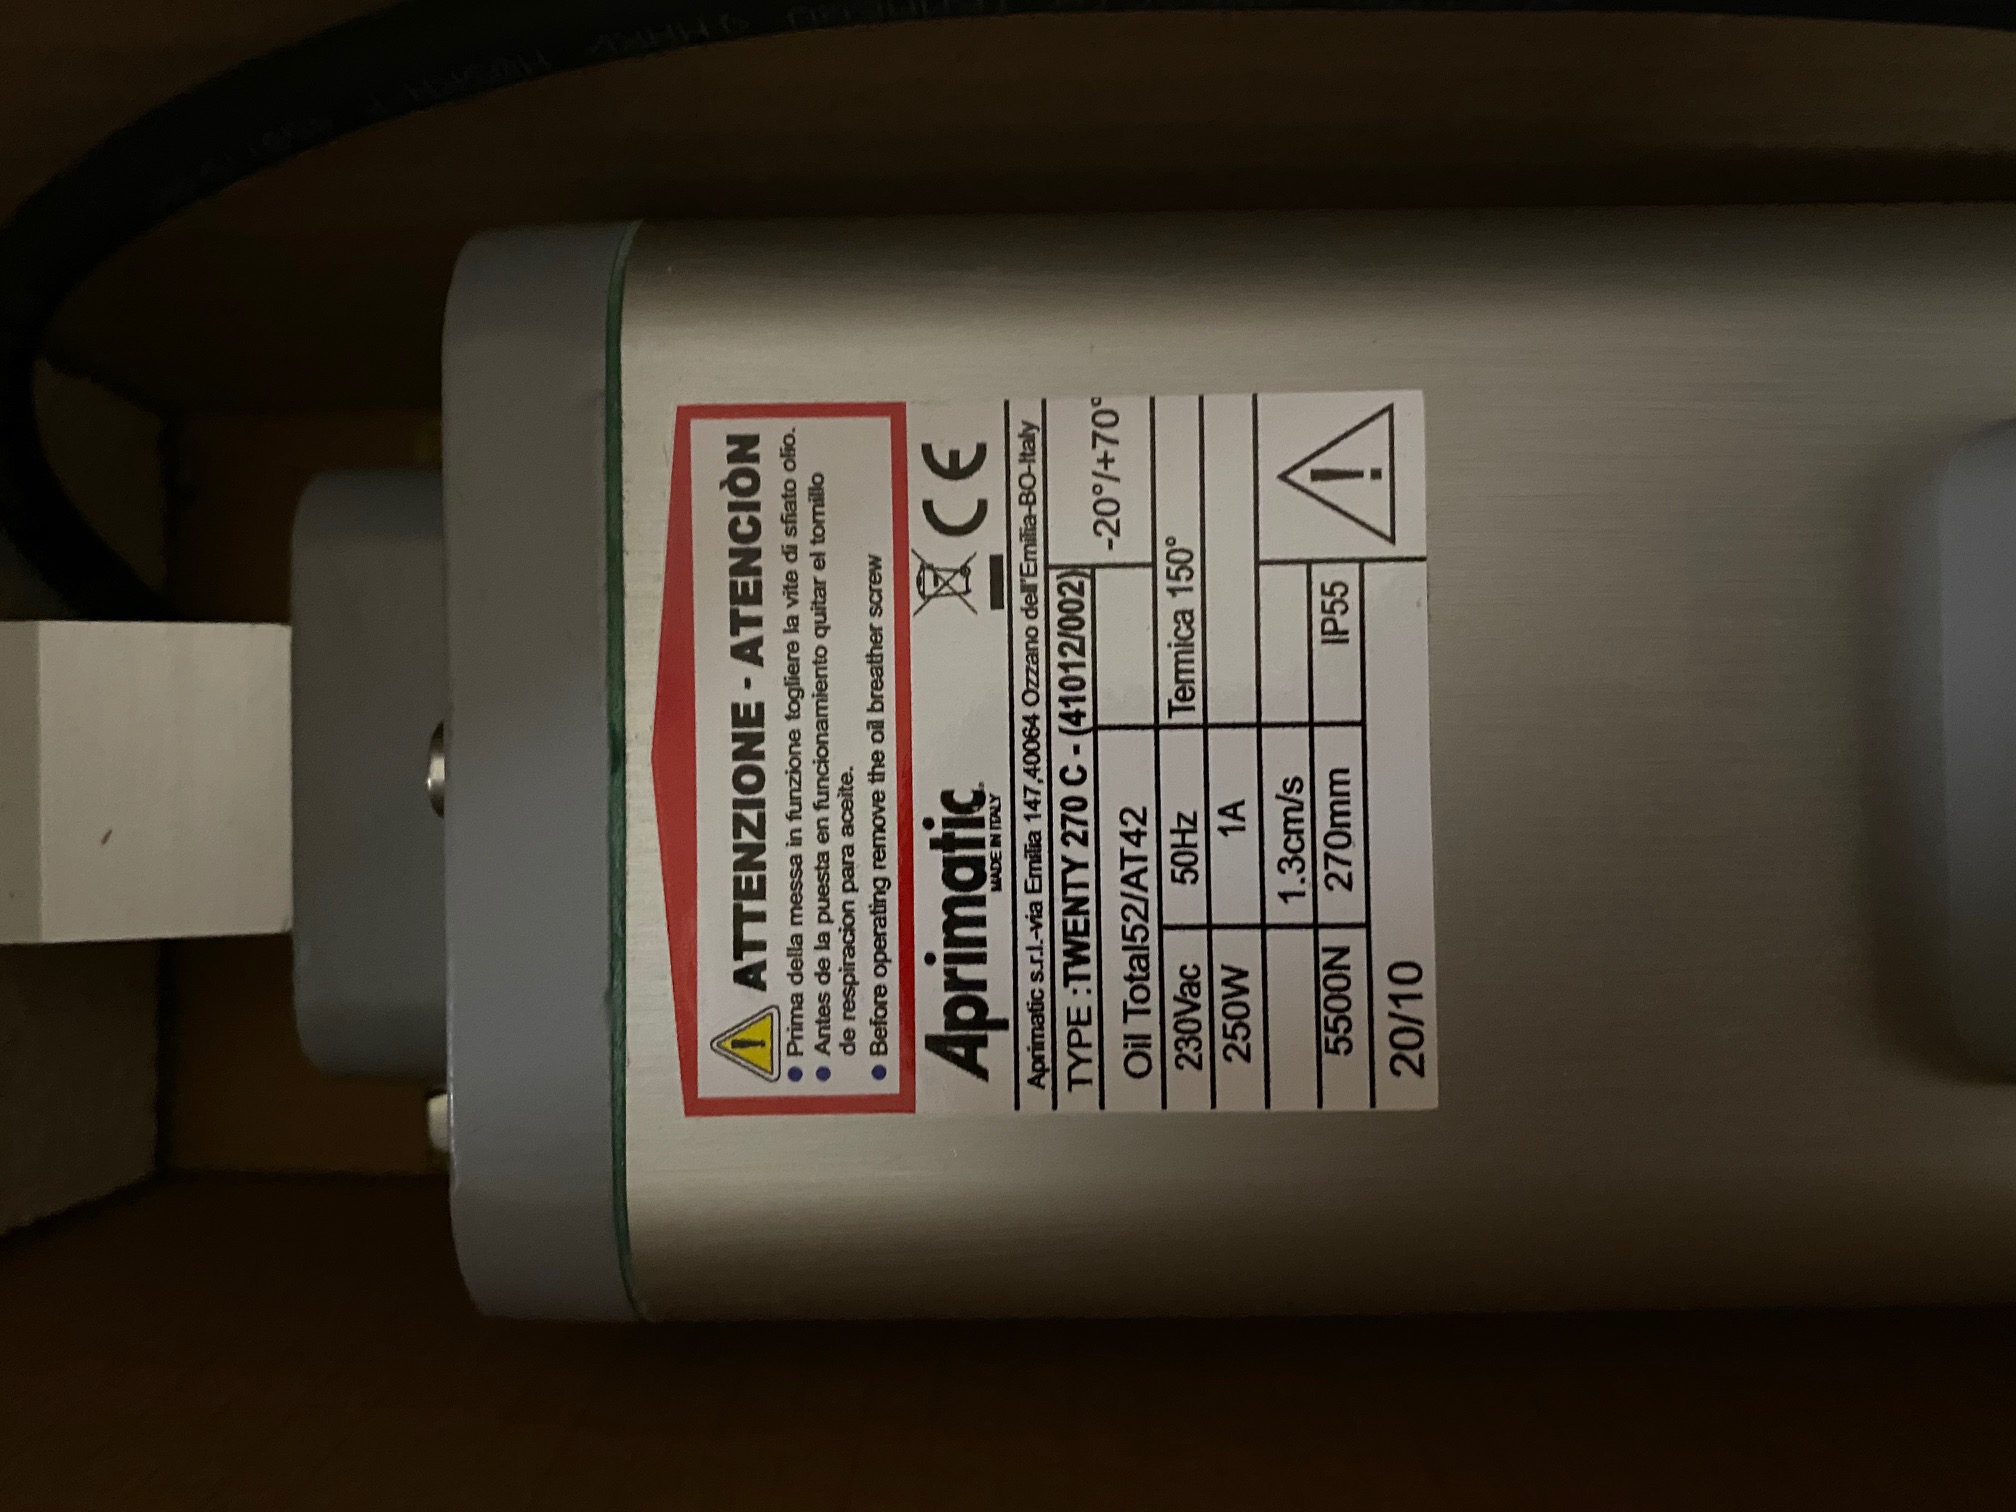 ATTENZIONE - ATENCIÒN
● Prima della messa in funzione togliere la vite di sfiato olio.
● Antes de la puesta en funcionamiento quitar el tornillo
de respiracion para aceite.
● Before operating remove the oil breather screw
Aprimatic CE
MADE IN ITALY
Aprimatic s.r.l.-via Emilia 147,40064 Ozzano dell'Emilia-BO-Italy
TYPE : TWENTY 270 C - (41012/002) -20°/+70°
Oil Total52/AT42
230Vac 50Hz Termica 150°
250W 1A
1.3cm/s
5500N 270mm IP55
20/10